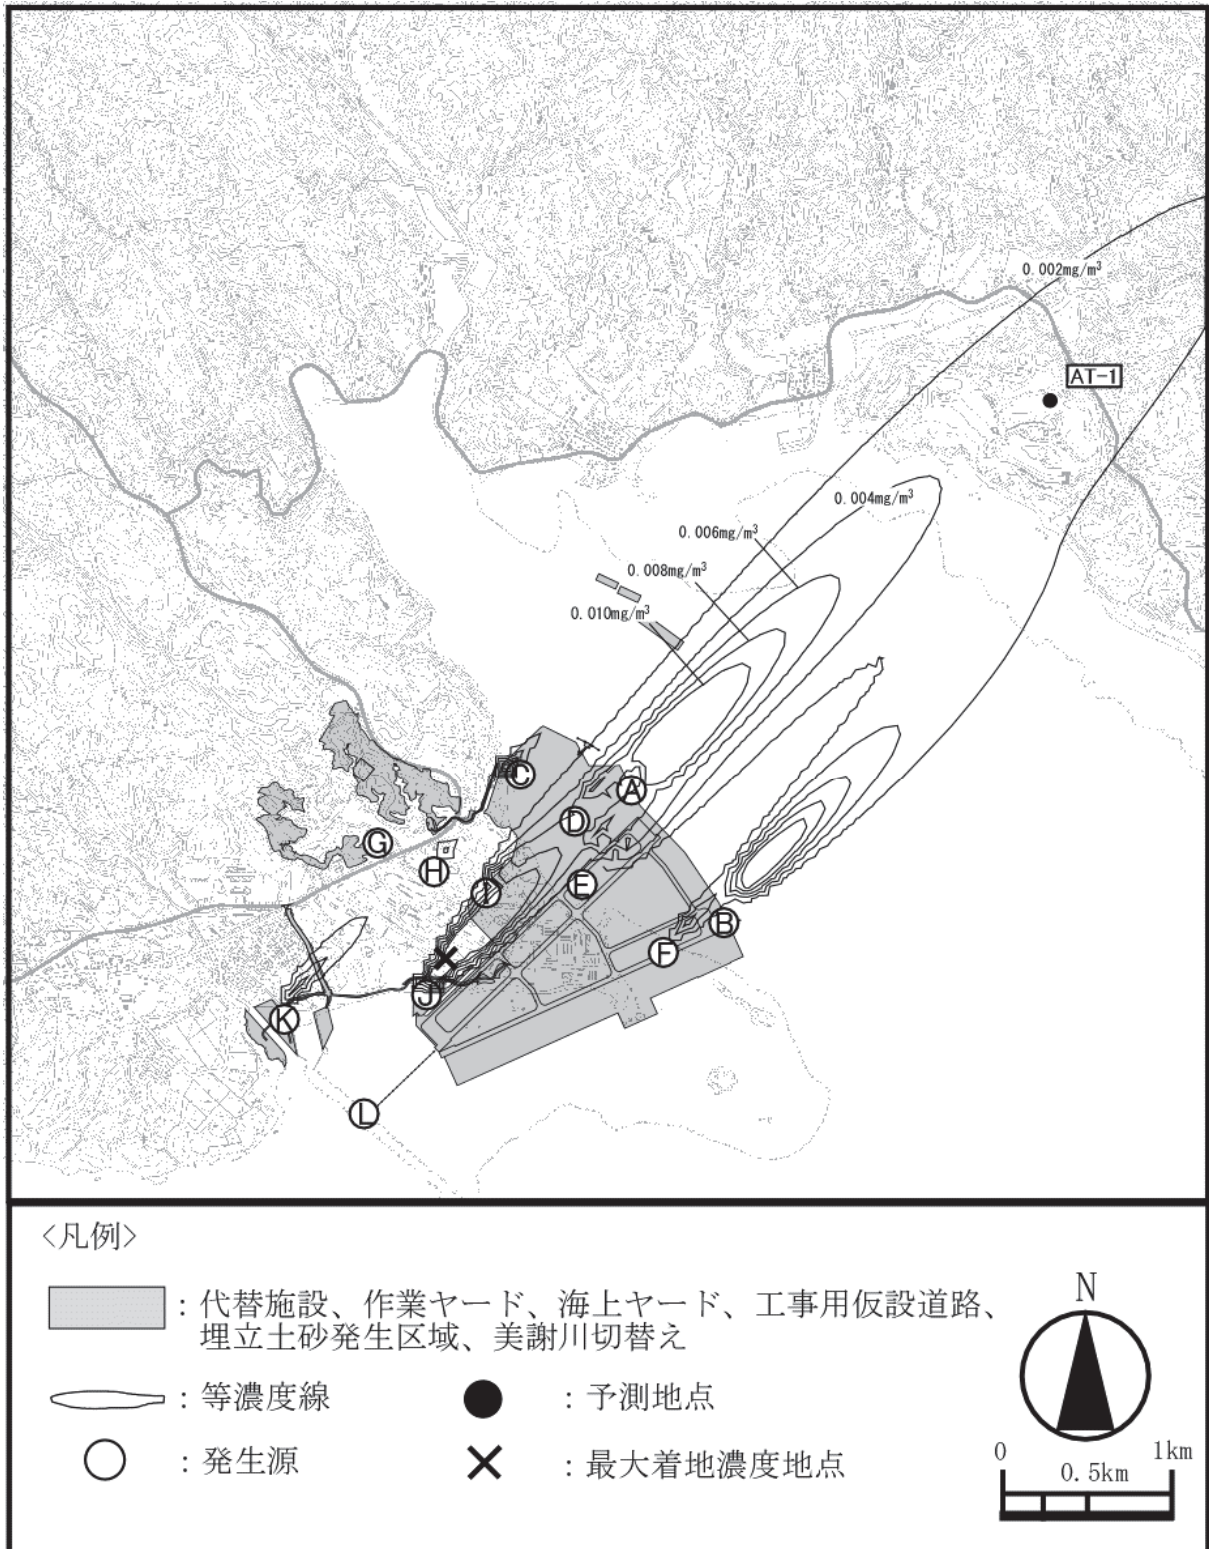 0.002mg/m³
AT-1
0.004mg/m³
0.006mg/m³
0.008mg/m³
0.010mg/m³
C
A
D
G
H
E
I
B
F
J
K
L
<凡例>
：代替施設、作業ヤード、海上ヤード、工事用仮設道路、
埋立土砂発生区域、美謝川切替え
：等濃度線
：予測地点
：発生源
：最大着地濃度地点
N
0
1km
0.5km